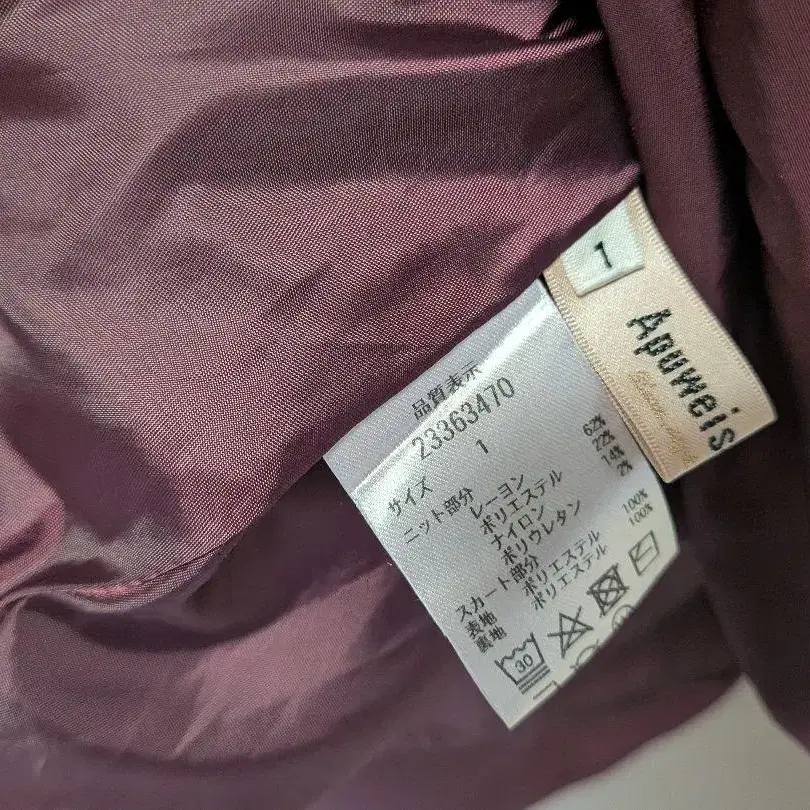 1
Apuweis
品質表示
23363470
サイズ 1
ニット部分
レーヨン 62%
ポリエステル 22%
ナイロン 14%
ポリウレタン 2%
スカート部分
表地 ポリエステル 100%
裏地 ポリエステル 100%
30